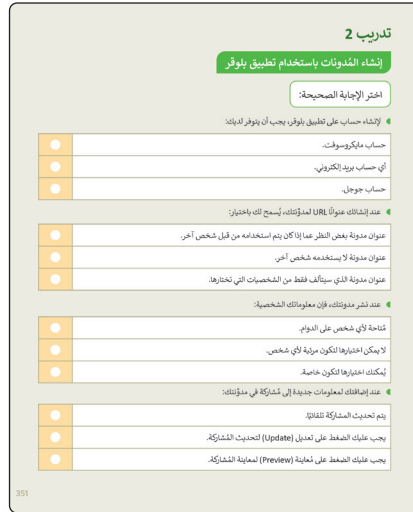 تدريب 2
إنشاء المُدونات باستخدام تطبيق بلوقر
اختر الإجابة الصحيحة:
لإنشاء حساب على تطبيق بلوقر، يجب أن يتوفر لديك:
حساب مايكروسوفت.
أي حساب بريد إلكتروني.
حساب جوجل.
عند إنشائك عنوانًا URL لمدوّنتك، يُسمح لك باختيار:
عنوان مدونة بغض النظر عما إذا كان يتم استخدامه من قبل شخص آخر.
عنوان مدونة لا يستخدمه شخص آخر.
عنوان مدونة الذي سيتألف فقط من الشخصيات التي تختارها.
عند نشر مدونتك، فإن معلوماتك الشخصية:
مُتاحة لأي شخص على الدوام.
لا يمكن اختيارها لتكون مرئية لأي شخص.
يُمكنك اختيارها لتكون خاصة.
عند إضافتك لمعلومات جديدة إلى مُشاركة في مدوّنتك:
يتم تحديث المشاركة تلقائيًا.
يجب عليك الضغط على تعديل (Update) لتحديث المُشاركة.
يجب عليك الضغط على مُعاينة (Preview) لمعاينة المُشاركة.
351